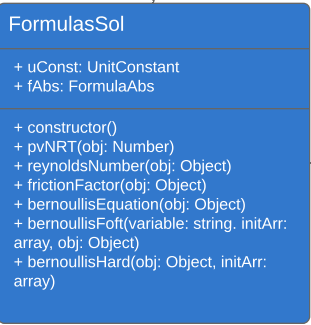 FormulasSol
+ uConst: UnitConstant
+ fAbs: FormulaAbs
+ constructor()
+ pvNRT(obj: Number)
+ reynoldsNumber(obj: Object)
+ frictionFactor(obj: Object)
+ bernoullisEquation(obj: Object)
+ bernoullisFoft(variable: string. initArr:
array, obj: Object)
+ bernoullisHard(obj: Object, initArr:
array)